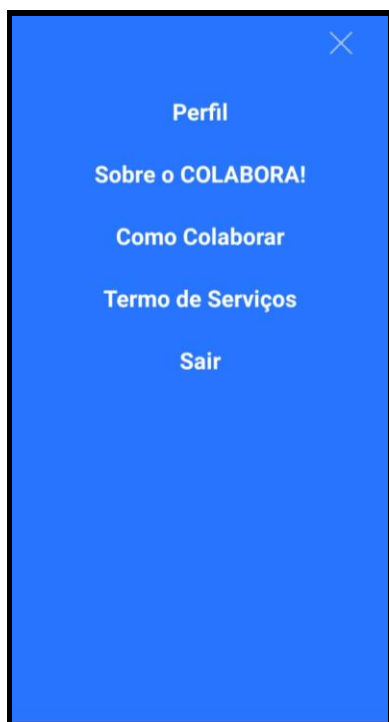 Perfil
Sobre o COLABORA!
Como Colaborar
Termo de Serviços
Sair